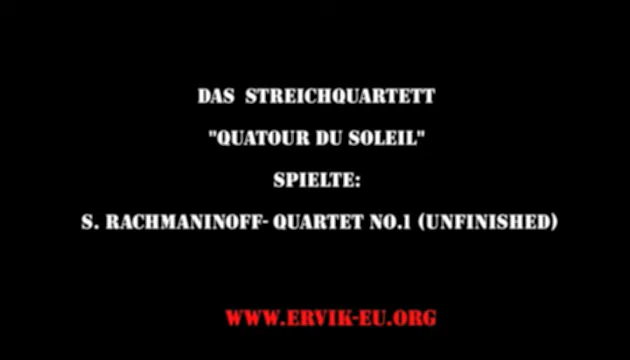 DAS STREICHQUARTETT
"QUATOUR DU SOLEIL"
SPIELTE:
S. RACHMANINOFF- QUARTET NO.1 (UNFINISHED)
WWW.ERVIK-EU.ORG